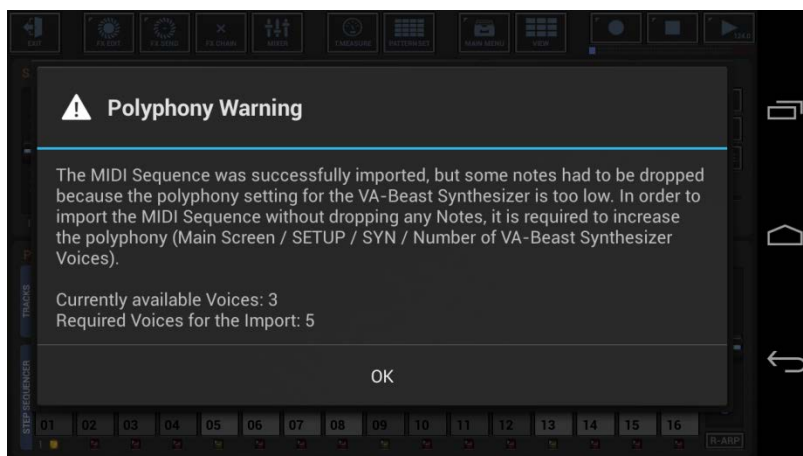 EXIT
FX EDIT
FX SEND
FX CHAIN
MIXER
T.MEASURE
PATTERN SET
MAIN MENU
VIEW
124.0
Polyphony Warning
The MIDI Sequence was successfully imported, but some notes had to be dropped
because the polyphony setting for the VA-Beast Synthesizer is too low. In order to
import the MIDI Sequence without dropping any Notes, it is required to increase
the polyphony (Main Screen / SETUP / SYN / Number of VA-Beast Synthesizer
Voices).
Currently available Voices: 3
Required Voices for the Import: 5
OK
TRACKS
STEP SEQUENCER
01 02 03 04 05 06 07 08 09 10 11 12 13 14 15 16
R-ARP